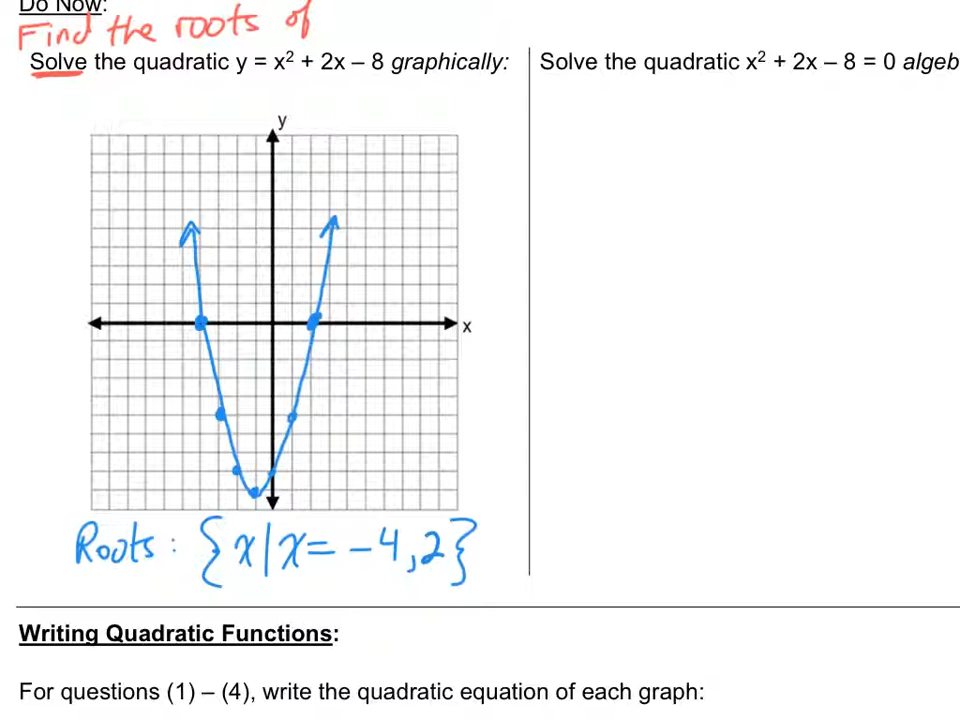 Do Now:
Find the roots of
Solve the quadratic y = x² + 2x – 8 graphically:
Solve the quadratic x² + 2x – 8 = 0 algeb
y
x
Roots : {x|x= -4,2}
Writing Quadratic Functions:
For questions (1) – (4), write the quadratic equation of each graph: